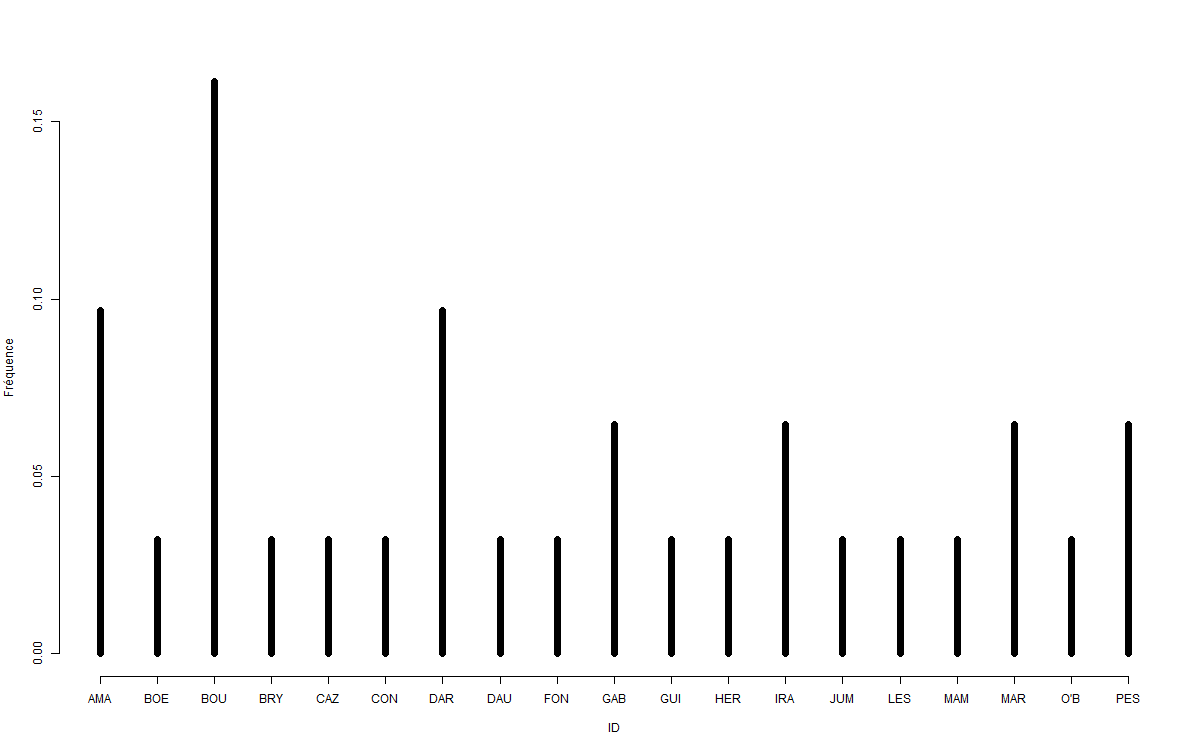 0.15
0.10
0.05
0.00
Fréquence
AMA BOE BOU BRY CAZ CON DAR DAU FON GAB GUI HER IRA JUM LES MAM MAR O'B PES
ID